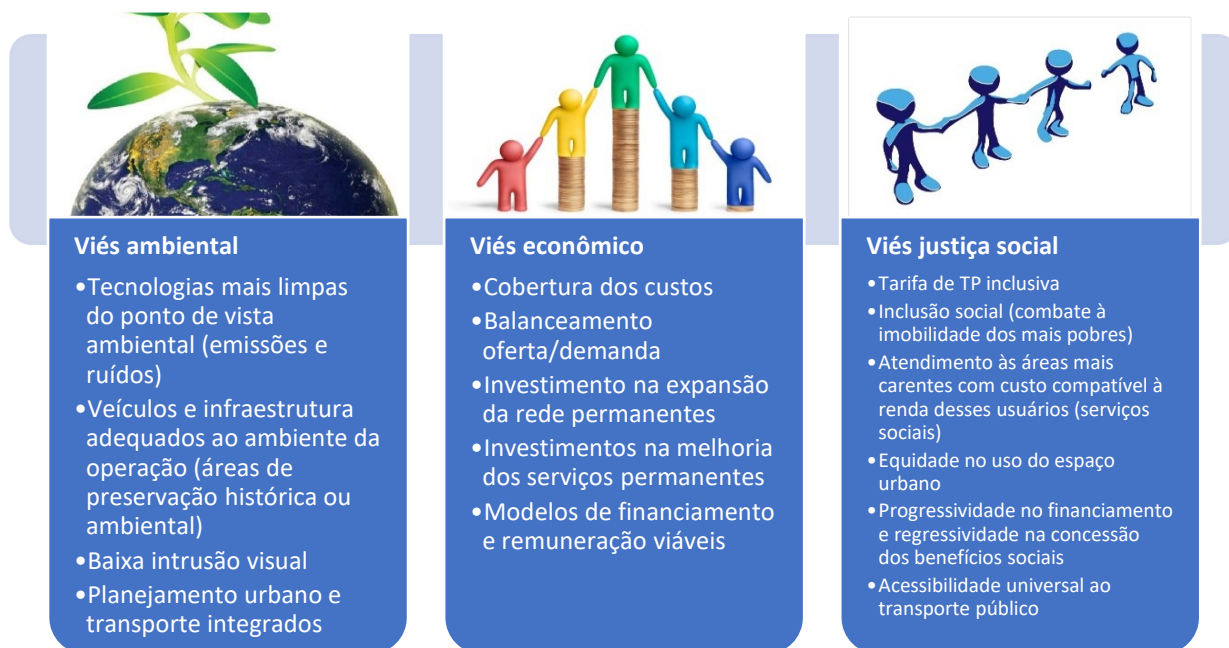 Viés ambiental
•Tecnologias mais limpas
do ponto de vista
ambiental (emissões e
ruídos)
•Veículos e infraestrutura
adequados ao ambiente da
operação (áreas de
preservação histórica ou
ambiental)
•Baixa intrusão visual
•Planejamento urbano e
transporte integrados
Viés econômico
•Cobertura dos custos
•Balanceamento
oferta/demanda
•Investimento na expansão
da rede permanentes
•Investimentos na melhoria
dos serviços permanentes
•Modelos de financiamento
e remuneração viáveis
Viés justiça social
•Tarifa de TP inclusiva
•Inclusão social (combate à
imobilidade dos mais pobres)
•Atendimento às áreas mais
carentes com custo compatível à
renda desses usuários (serviços
sociais)
•Equidade no uso do espaço
urbano
•Progressividade no financiamento
e regressividade na concessão
dos benefícios sociais
•Acessibilidade universal ao
transporte público